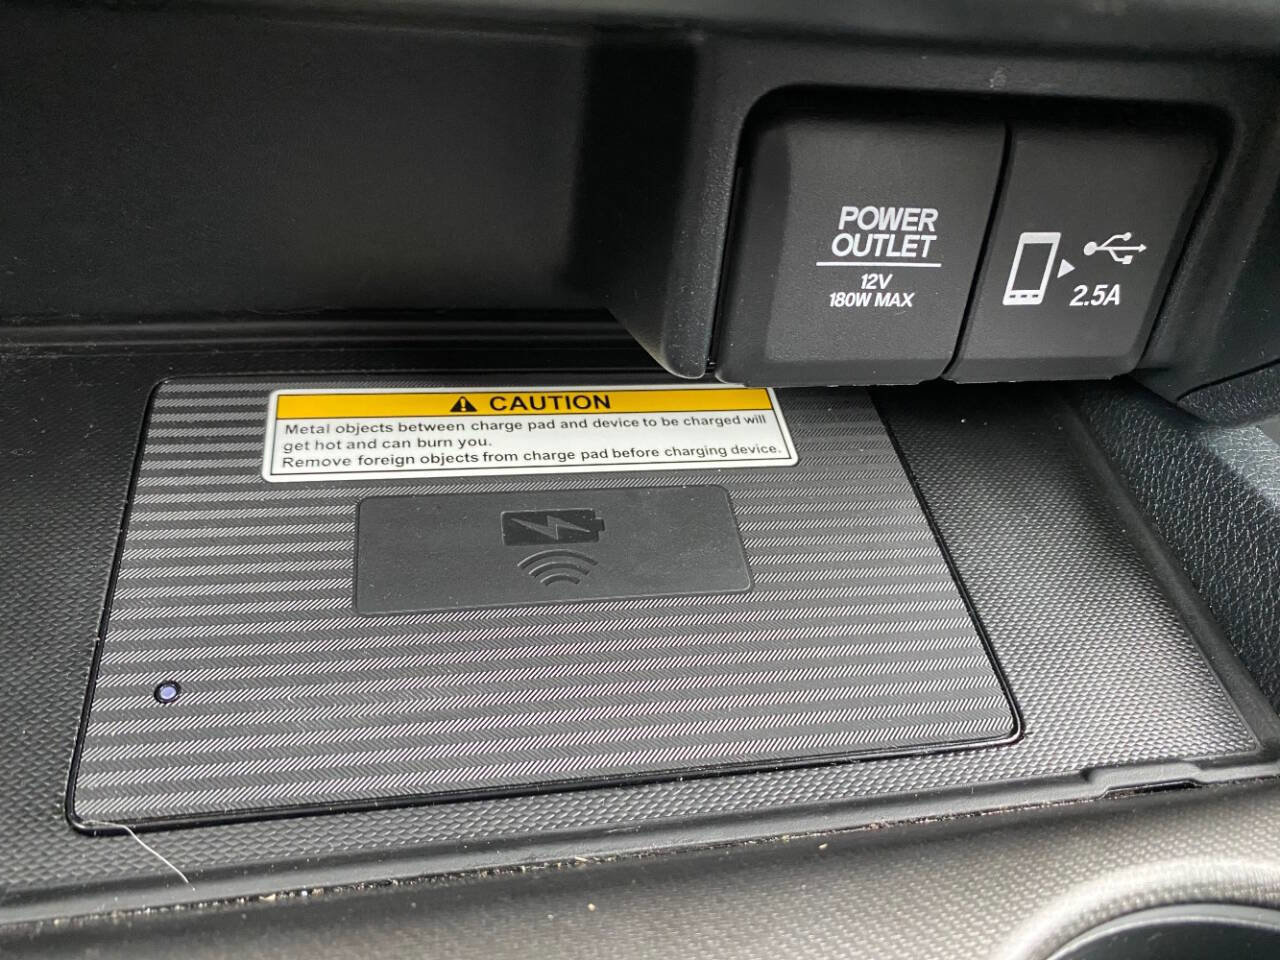 POWER
OUTLET
12V
180W MAX
2.5A
CAUTION
Metal objects between charge pad and device to be charged will
get hot and can burn you.
Remove foreign objects from charge pad before charging device.